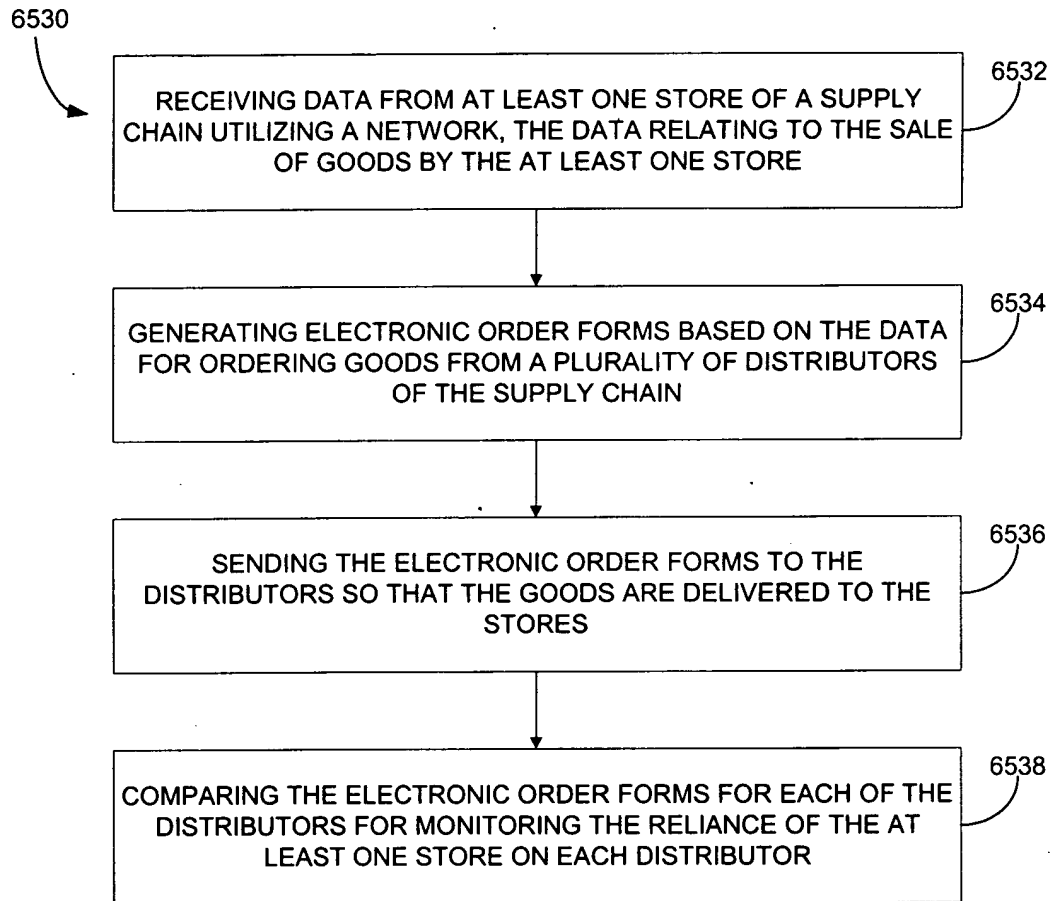 6530
6532
RECEIVING DATA FROM AT LEAST ONE STORE OF A SUPPLY
CHAIN UTILIZING A NETWORK, THE DATA RELATING TO THE SALE
OF GOODS BY THE AT LEAST ONE STORE
6534
GENERATING ELECTRONIC ORDER FORMS BASED ON THE DATA
FOR ORDERING GOODS FROM A PLURALITY OF DISTRIBUTORS
OF THE SUPPLY CHAIN
6536
SENDING THE ELECTRONIC ORDER FORMS TO THE
DISTRIBUTORS SO THAT THE GOODS ARE DELIVERED TO THE
STORES
6538
COMPARING THE ELECTRONIC ORDER FORMS FOR EACH OF THE
DISTRIBUTORS FOR MONITORING THE RELIANCE OF THE AT
LEAST ONE STORE ON EACH DISTRIBUTOR